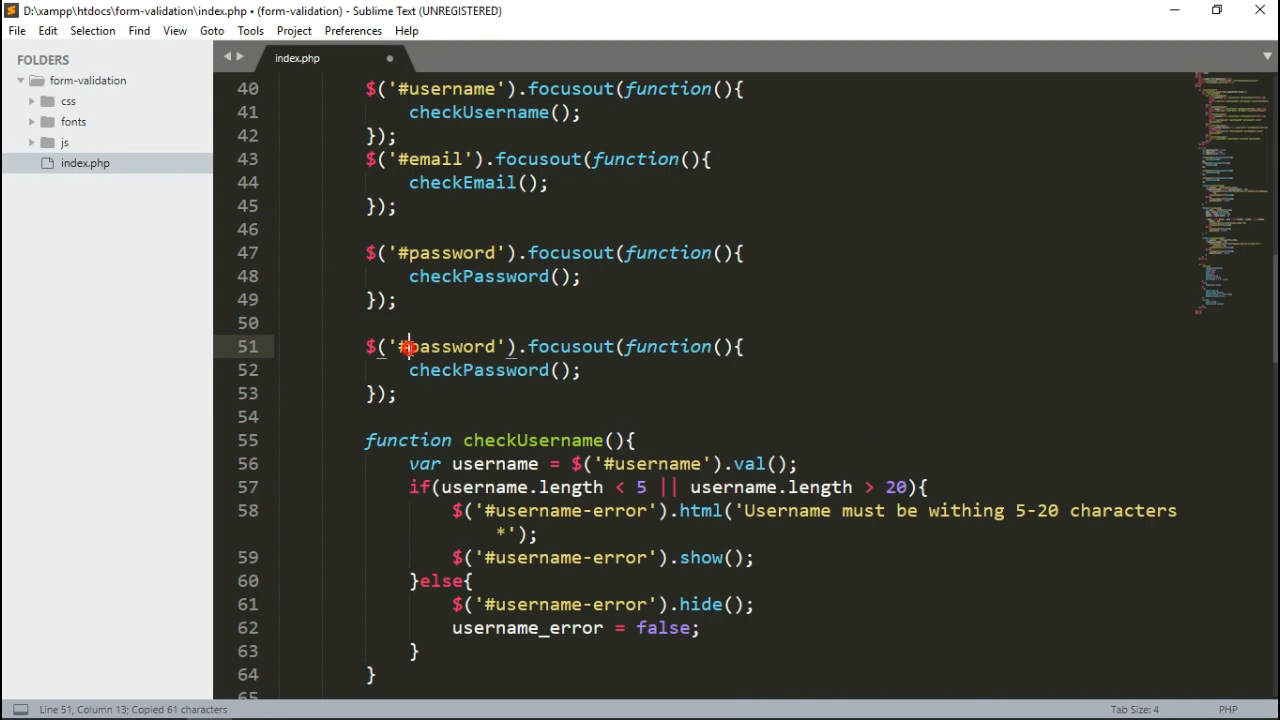 D:\xampp\htdocs\form-validation\index.php • (form-validation) - Sublime Text (UNREGISTERED)
File Edit Selection Find View Goto Tools Project Preferences Help
FOLDERS
form-validation
css
fonts
js
index.php
index.php
40 $('#username').focusout(function(){
41 checkUsername();
42 });
43 $('#email').focusout(function(){
44 checkEmail();
45 });
46
47 $('#password').focusout(function(){
48 checkPassword();
49 });
50
51 $('#password').focusout(function(){
52 checkPassword();
53 });
54
55 function checkUsername(){
56 var username = $('#username').val();
57 if(username.length < 5 || username.length > 20){
58 $('#username-error').html('Username must be withing 5-20 characters
*');
59 $('#username-error').show();
60 }else{
61 $('#username-error').hide();
62 username_error = false;
63 }
64 }
65
Line 51, Column 13; Copied 61 characters
Tab Size: 4
PHP